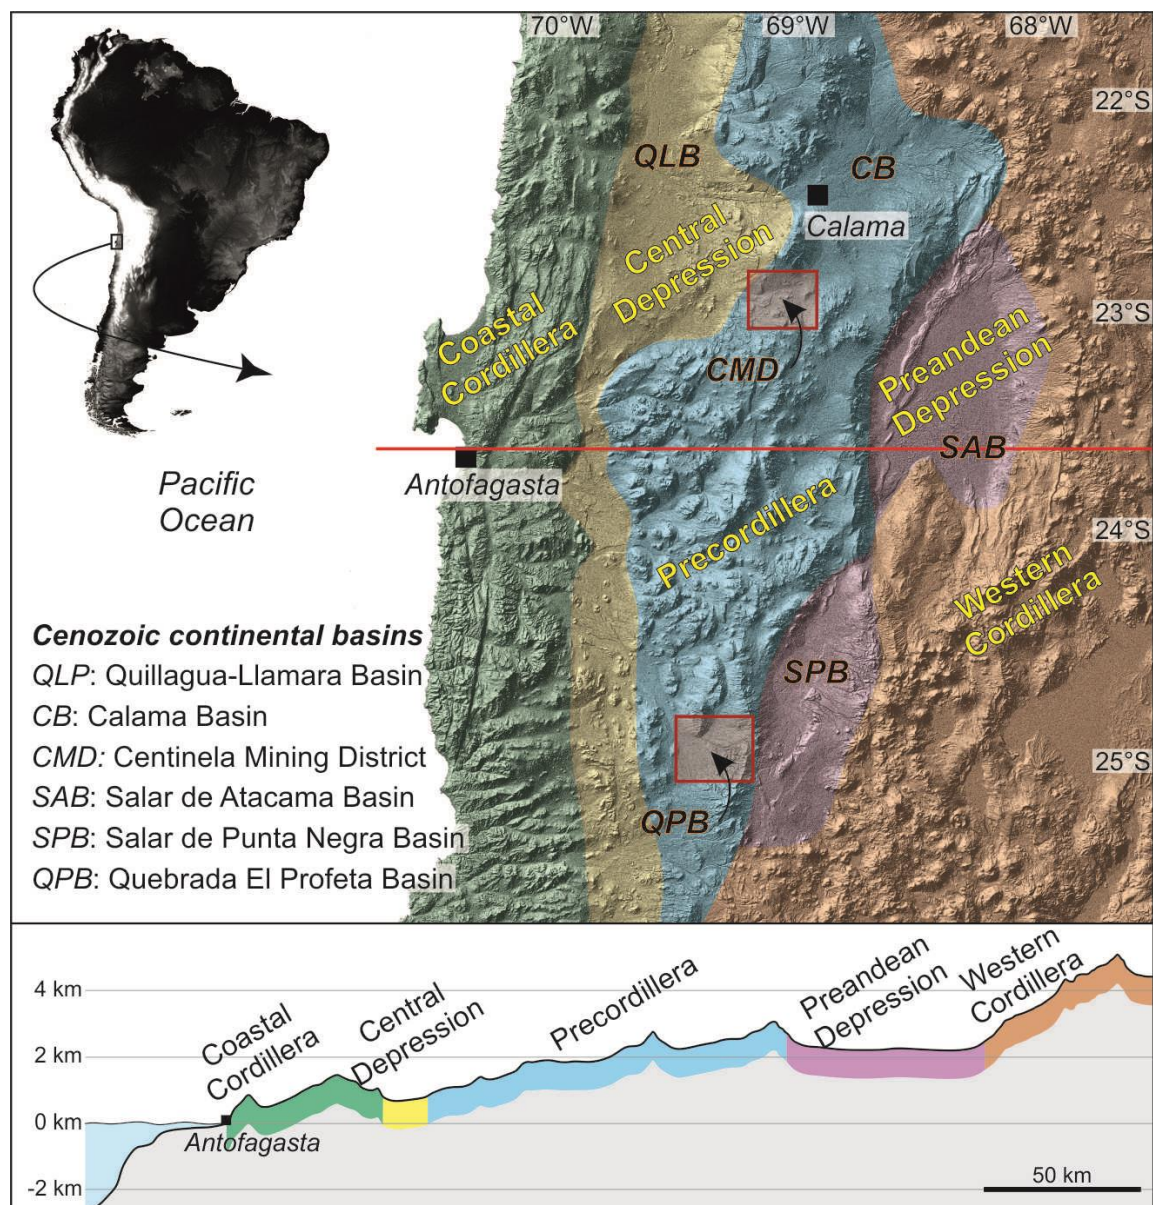 70°W
69°W
68°W
22°S
QLB
CB
Calama
Central
Depression
23°S
Coastal
Cordillera
CMD
Preandean
Depression
SAB
Antofagasta
Pacific
Ocean
Precordillera
24°S
Western
Cordillera
SPB
25°S
QPB
Cenozoic continental basins
QLP: Quillagua-Llamara Basin
CB: Calama Basin
CMD: Centinela Mining District
SAB: Salar de Atacama Basin
SPB: Salar de Punta Negra Basin
QPB: Quebrada El Profeta Basin
4 km
2 km
0 km
-2 km
Coastal
Cordillera
Central
Depression
Precordillera
Preandean
Depression
Western
Cordillera
Antofagasta
50 km